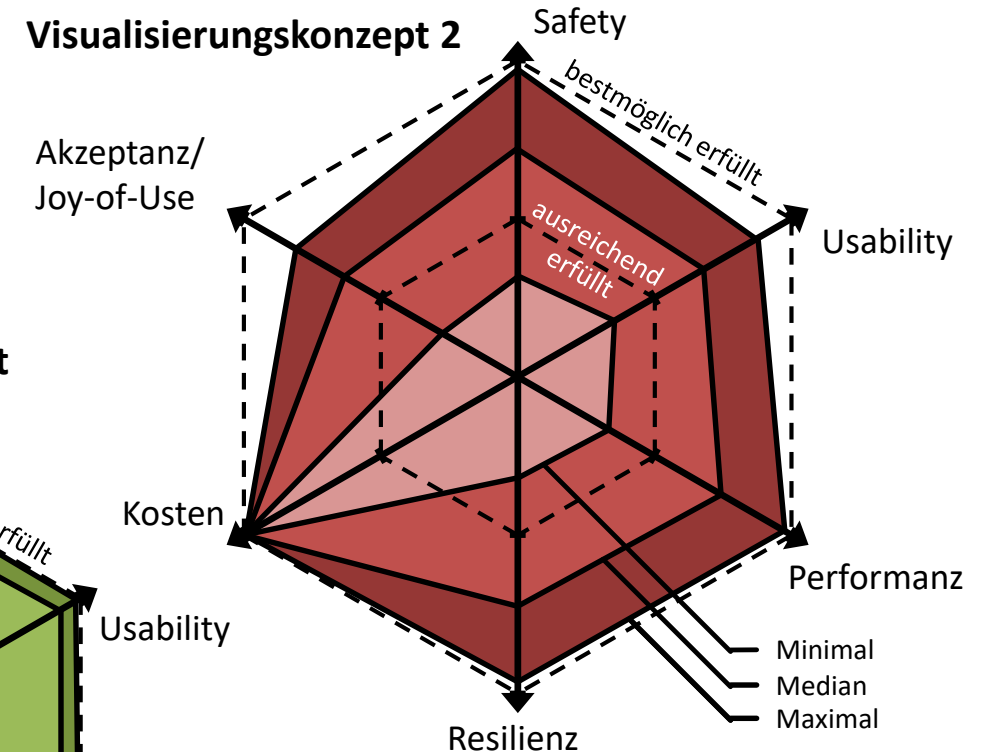 Visualisierungskonzept 2
Safety
bestmöglich erfüllt
Akzeptanz/
Joy-of-Use
ausreichend
erfüllt
Usability
t
Kosten
rfüllt
Performanz
Usability
Minimal
Median
Maximal
Resilienz